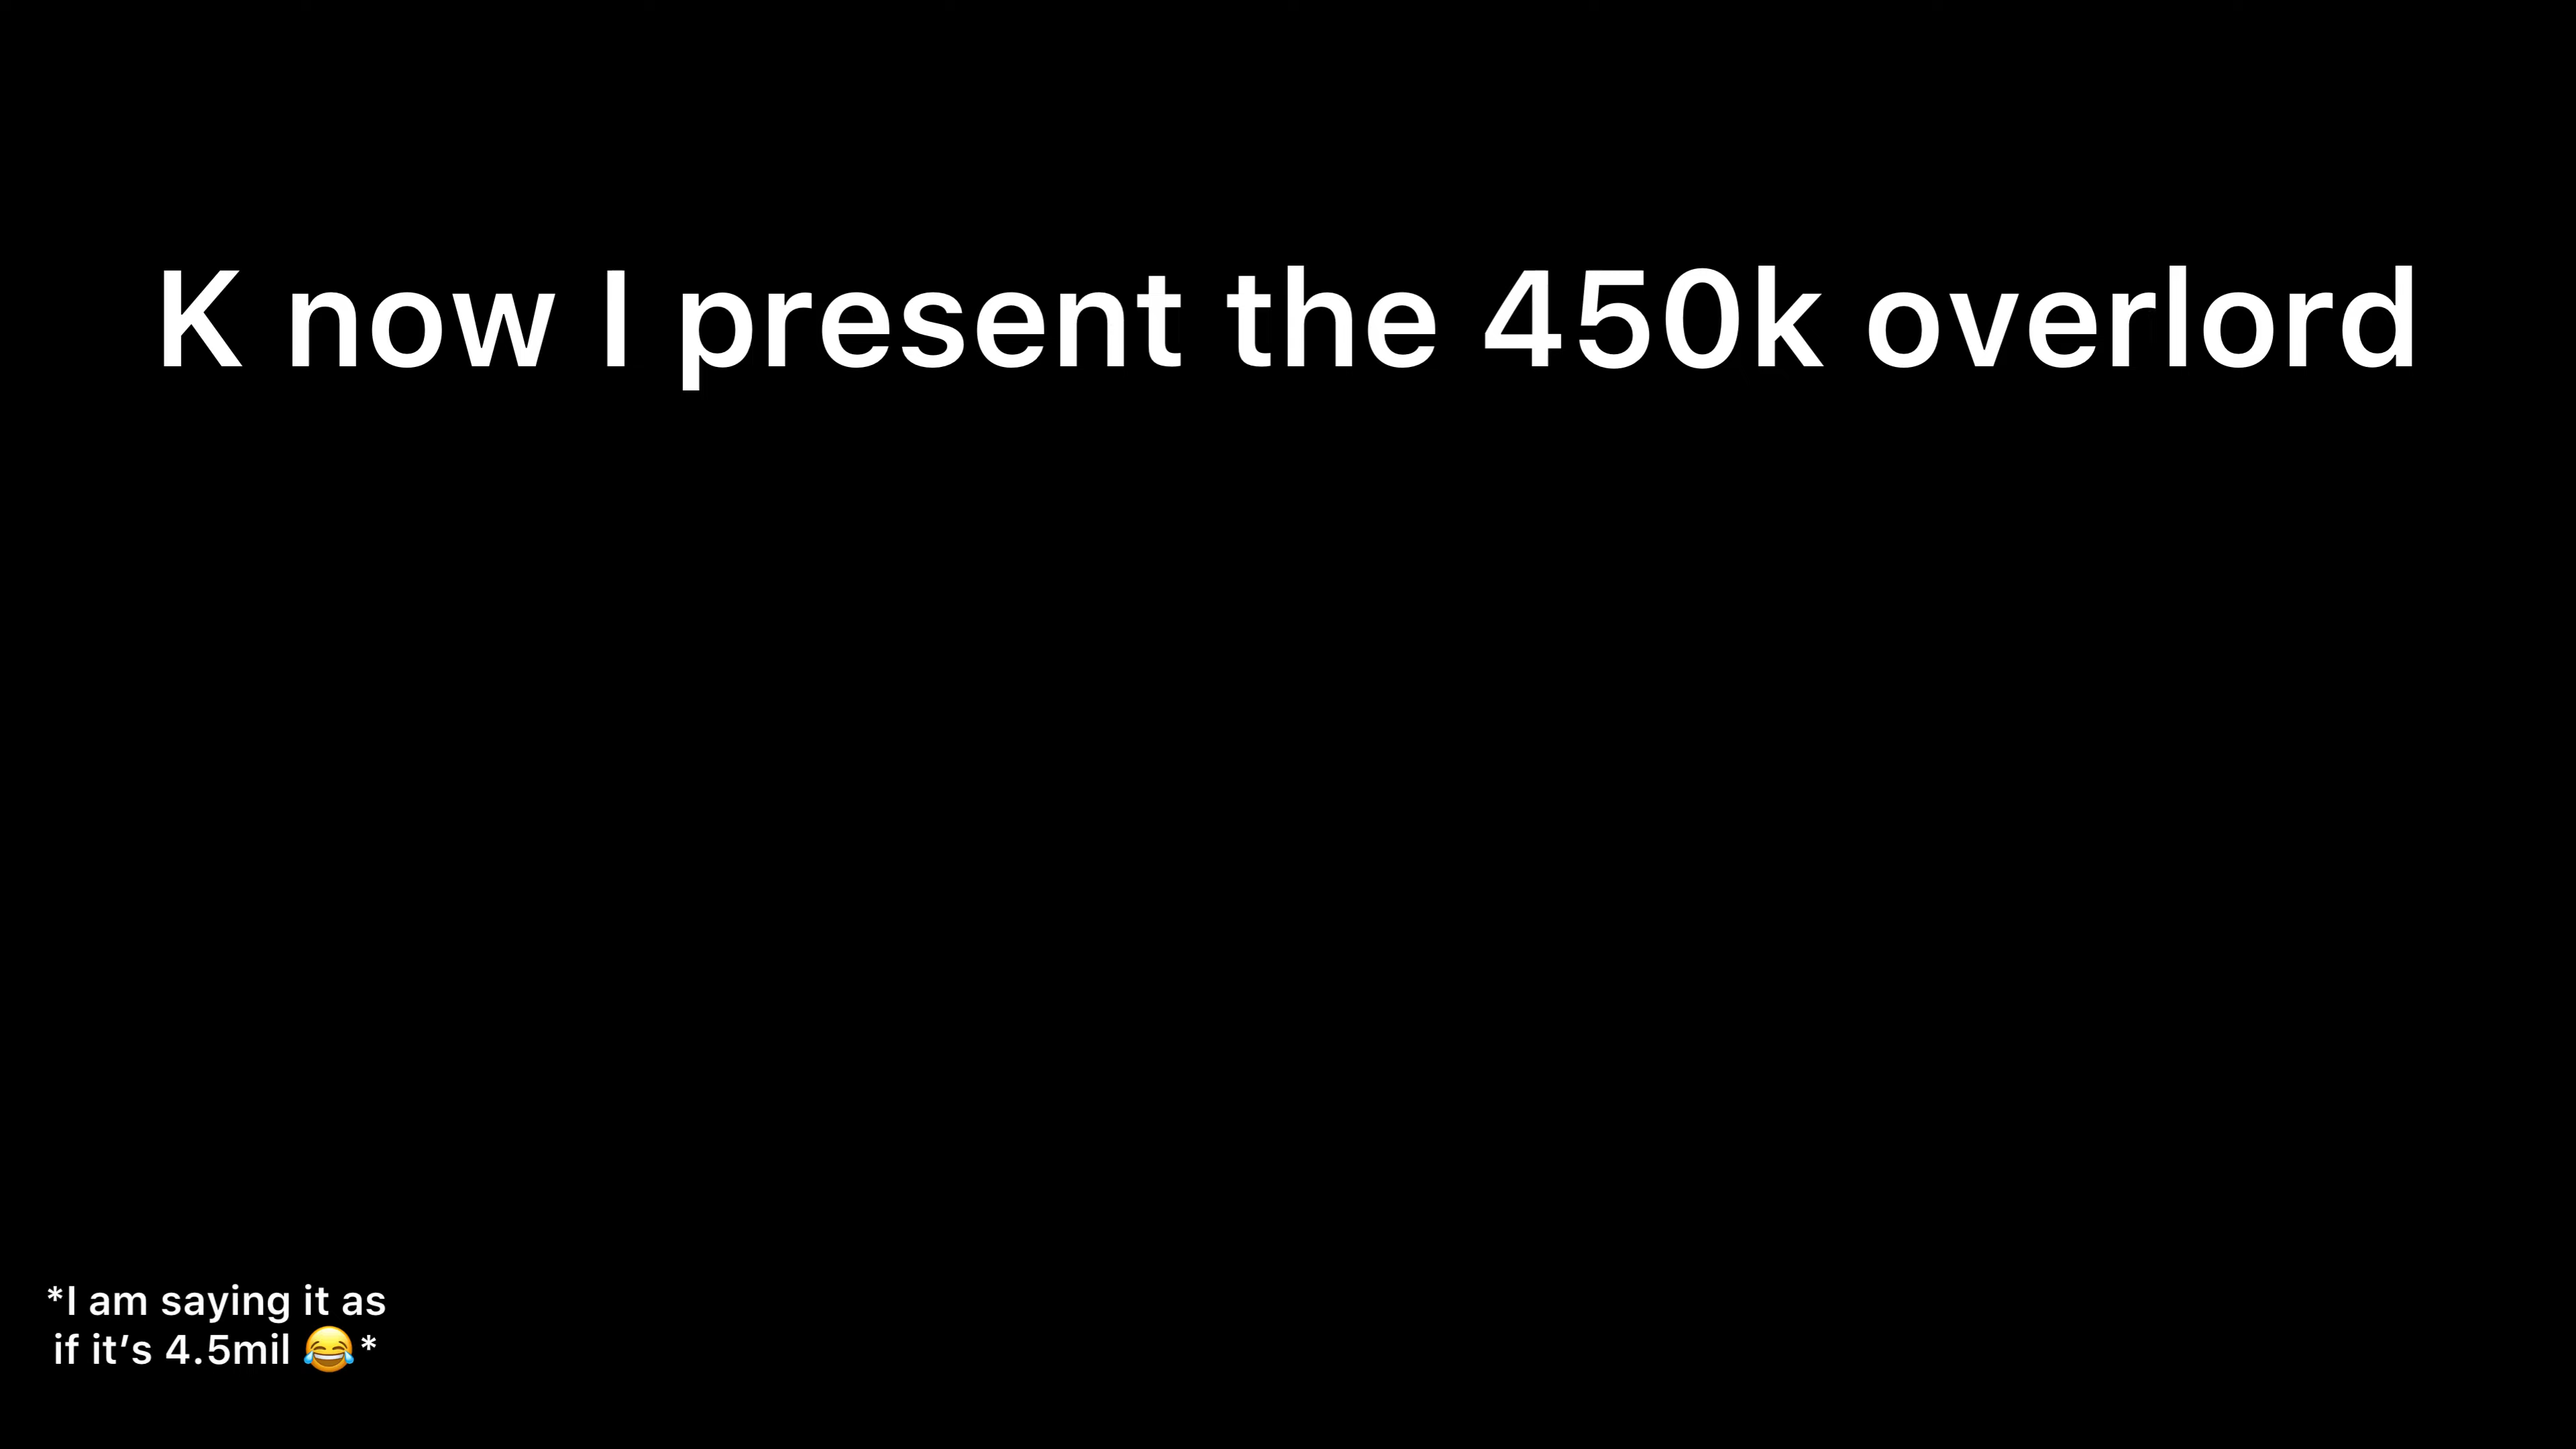 K now I present the 450k overlord
*I am saying it as
if it’s 4.5mil 😂*